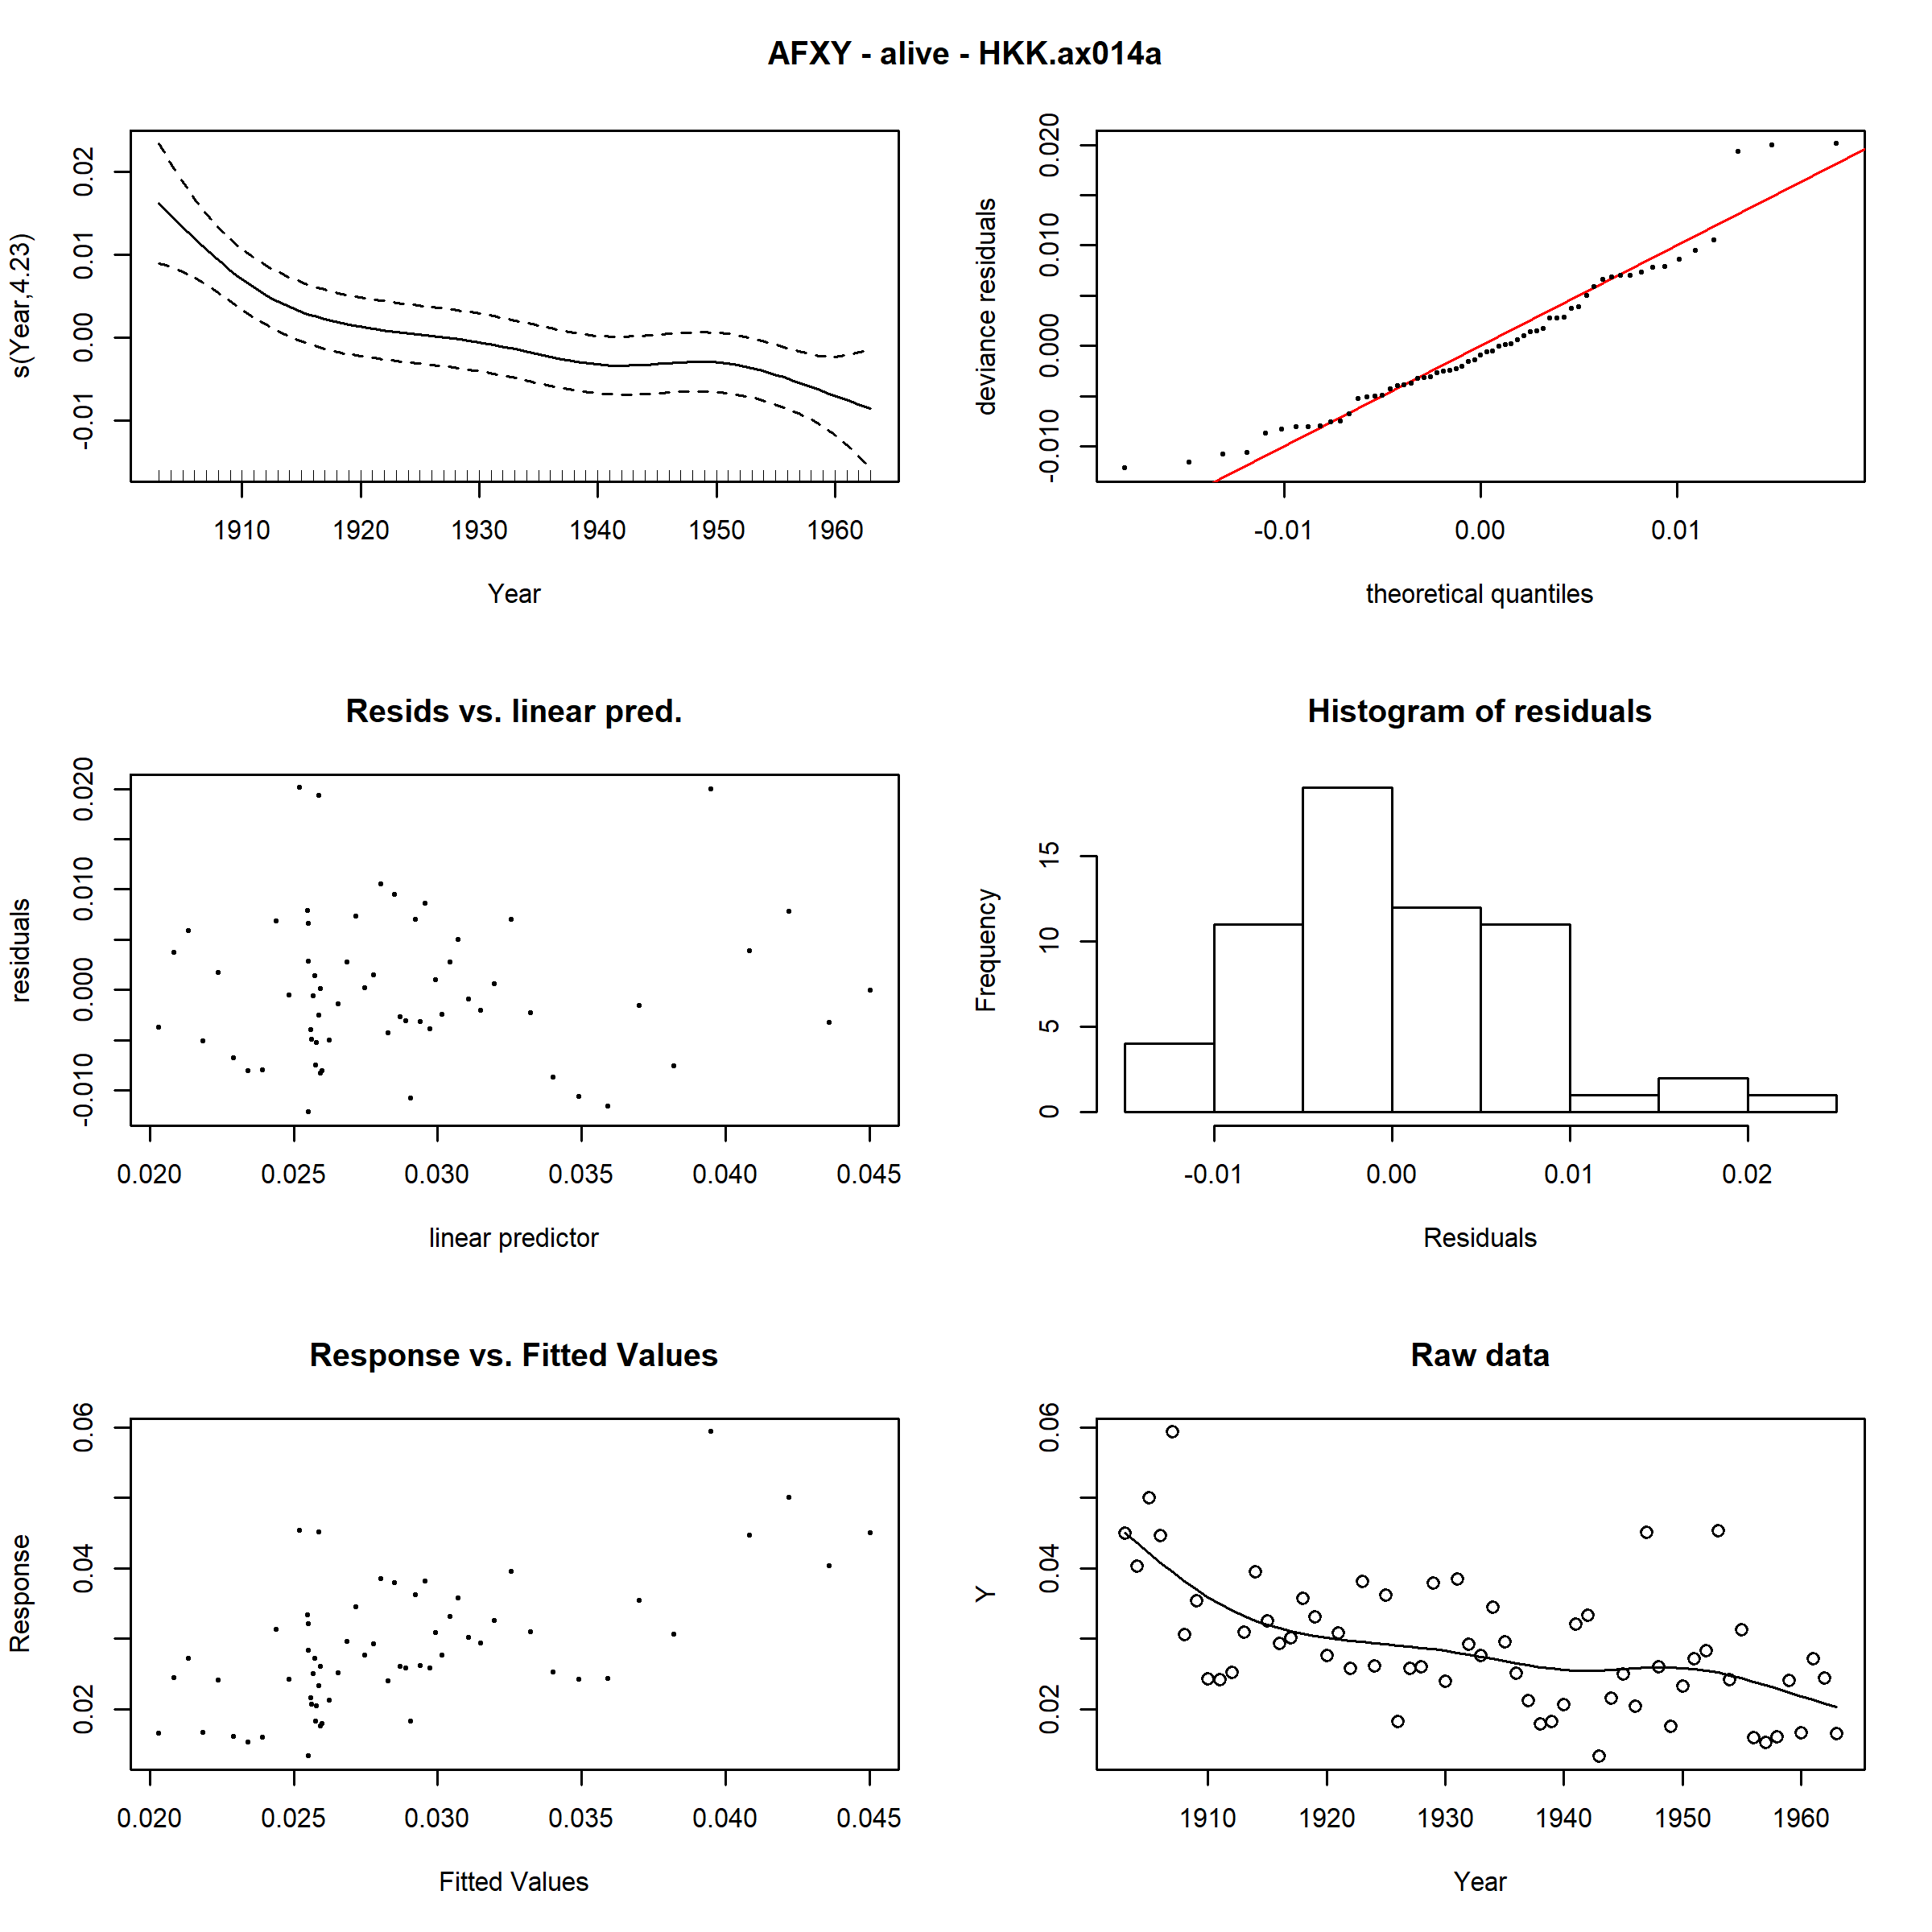 AFXY - alive - HKK.ax014a
s(Year,4.23)
0.02
0.01
0.00
-0.01
1910 1920 1930 1940 1950 1960
Year
deviance residuals
0.020
0.010
0.000
-0.010
-0.01 0.00 0.01
theoretical quantiles
Resids vs. linear pred.
residuals
0.020
0.010
0.000
-0.010
0.020 0.025 0.030 0.035 0.040 0.045
linear predictor
Histogram of residuals
Frequency
15
10
5
0
-0.01 0.00 0.01 0.02
Residuals
Response vs. Fitted Values
Response
0.06
0.04
0.02
0.020 0.025 0.030 0.035 0.040 0.045
Fitted Values
Raw data
Y
0.06
0.04
0.02
1910 1920 1930 1940 1950 1960
Year